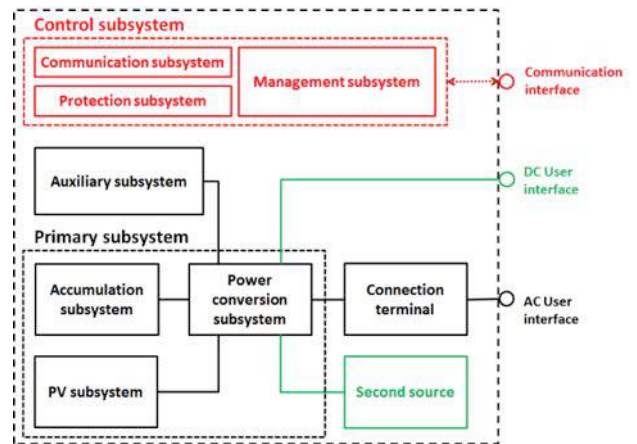 Control subsystem
Communication subsystem
Protection subsystem
Management subsystem
Communication
interface
Auxiliary subsystem
DC User
interface
Primary subsystem
Accumulation
subsystem
Power
conversion
subsystem
Connection
terminal
AC User
interface
PV subsystem
Second source